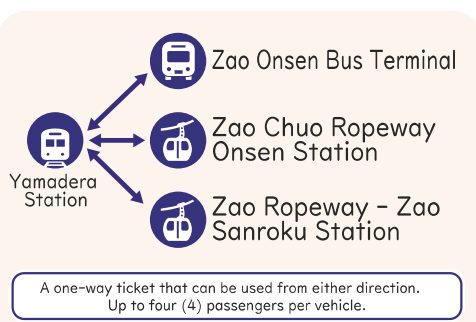 Zao Onsen Bus Terminal
Zao Chuo Ropeway
Onsen Station
Yamadera
Station
Zao Ropeway – Zao
Sanroku Station
A one-way ticket that can be used from either direction.
Up to four (4) passengers per vehicle.